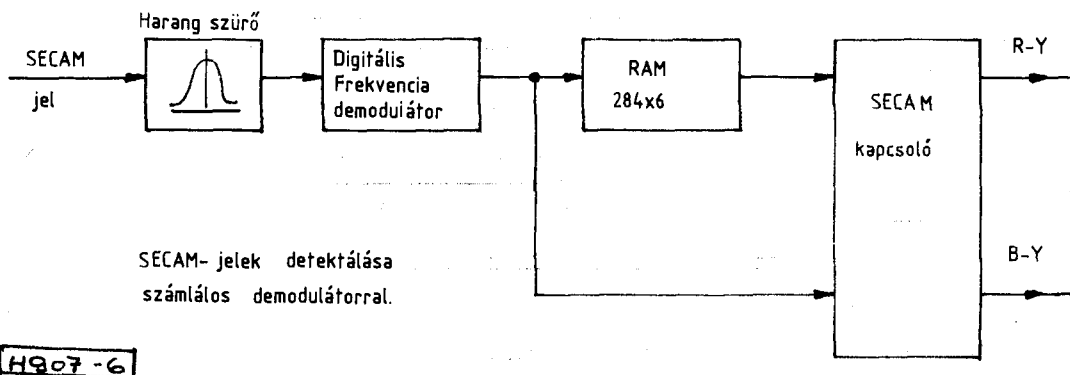 Harang szürő
SECAM
jel
Digitális
Frekvencia
demodulátor
RAM
284x6
SECAM
kapcsoló
R-Y
B-Y
SECAM- jelek detektálása
számlálos demodulátorral.
H907-6